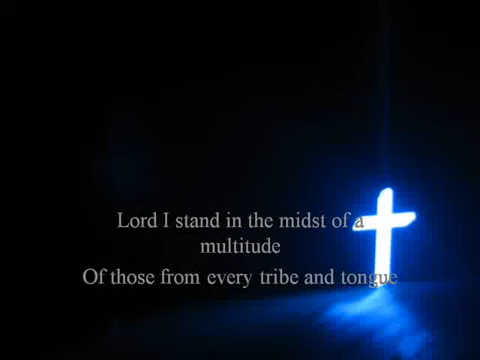 Lord I stand in the midst of a
multitude
Of those from every tribe and tongue